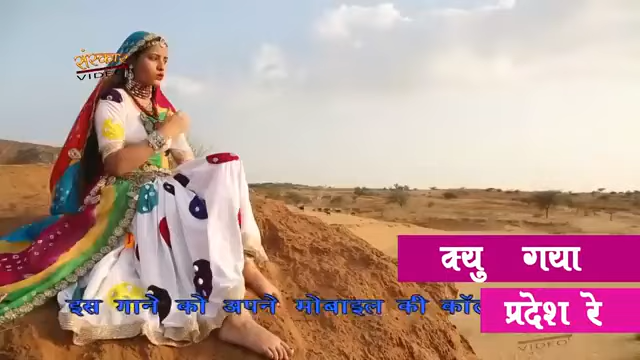 संस्कार
VIDEO
क्यु गया
इस गाने को अपने मोबाइल की कॉल
प्रदेश रे
VIDEO